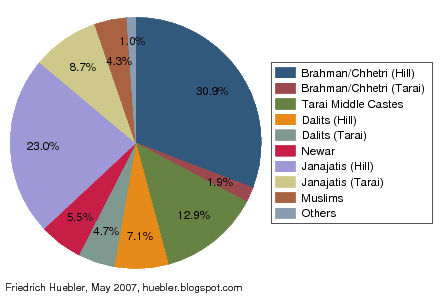 1.0%
4.3%
8.7%
30.9%
23.0%
1.9%
5.5%
12.9%
4.7%
7.1%
Brahman/Chhetri (Hill)
Brahman/Chhetri (Tarai)
Tarai Middle Castes
Dalits (Hill)
Dalits (Tarai)
Newar
Janajatis (Hill)
Janajatis (Tarai)
Muslims
Others
Friedrich Huebler, May 2007, huebler.blogspot.com